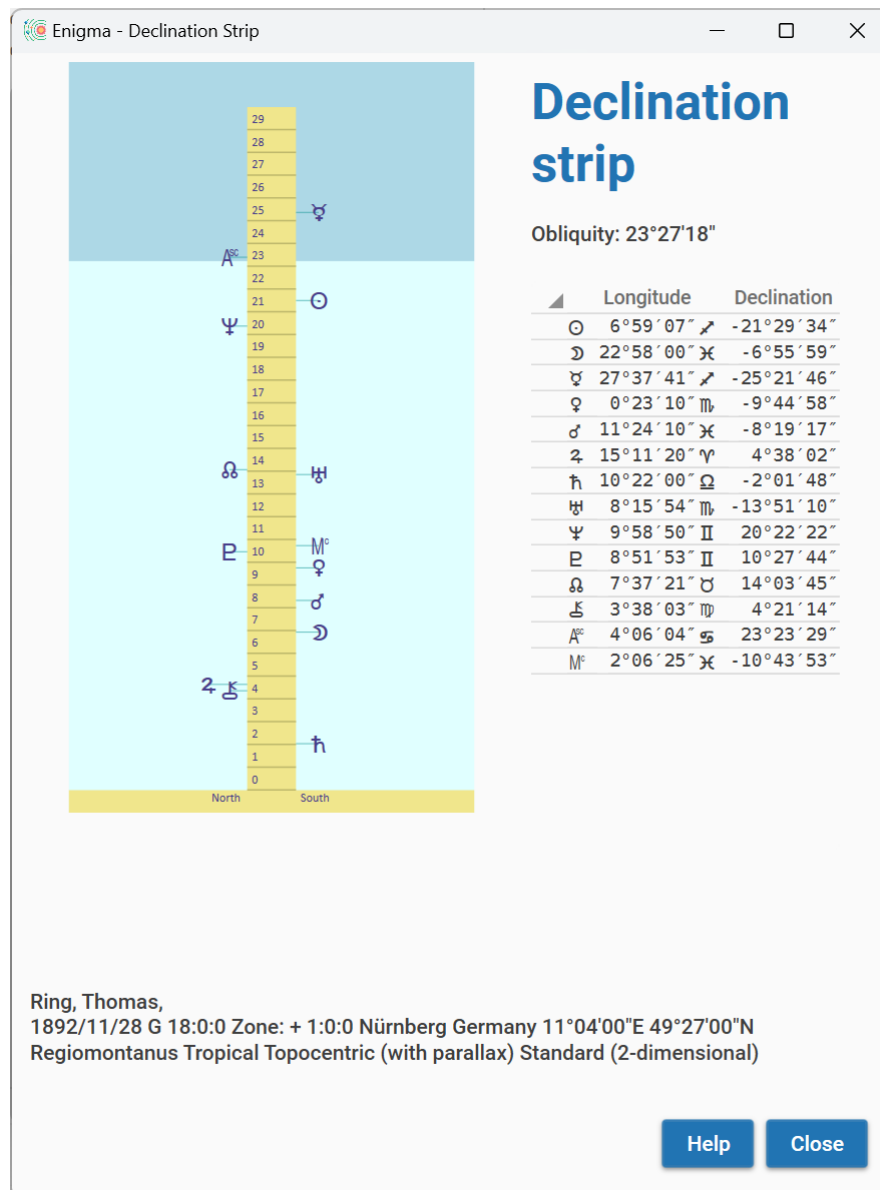 Enigma - Declination Strip
Declination
strip
Obliquity: 23°27'18"
29
28
27
26
25 ☿
24
Asc 23
22
21 ☉
♆ 20
19
18
17
16
15
☊ 14
13 ♅
12
11
♇ 10 Mc
9 ♀
8 ♂
7
6 ☽
5
♃ ⚷ 4
3
2 ♄
1
0
North South
Longitude Declination
☉ 6°59′07″ ♐ -21°29′34″
☽ 22°58′00″ ♓ -6°55′59″
☿ 27°37′41″ ♐ -25°21′46″
♀ 0°23′10″ ♏ -9°44′58″
♂ 11°24′10″ ♓ -8°19′17″
♃ 15°11′20″ ♈ 4°38′02″
♄ 10°22′00″ ♎ -2°01′48″
♅ 8°15′54″ ♏ -13°51′10″
♆ 9°58′50″ ♊ 20°22′22″
♇ 8°51′53″ ♊ 10°27′44″
☊ 7°37′21″ ♉ 14°03′45″
⚷ 3°38′03″ ♍ 4°21′14″
Asc 4°06′04″ ♋ 23°23′29″
Mc 2°06′25″ ♓ -10°43′53″
Ring, Thomas,
1892/11/28 G 18:0:0 Zone: + 1:0:0 Nürnberg Germany 11°04'00"E 49°27'00"N
Regiomontanus Tropical Topocentric (with parallax) Standard (2-dimensional)
Help Close